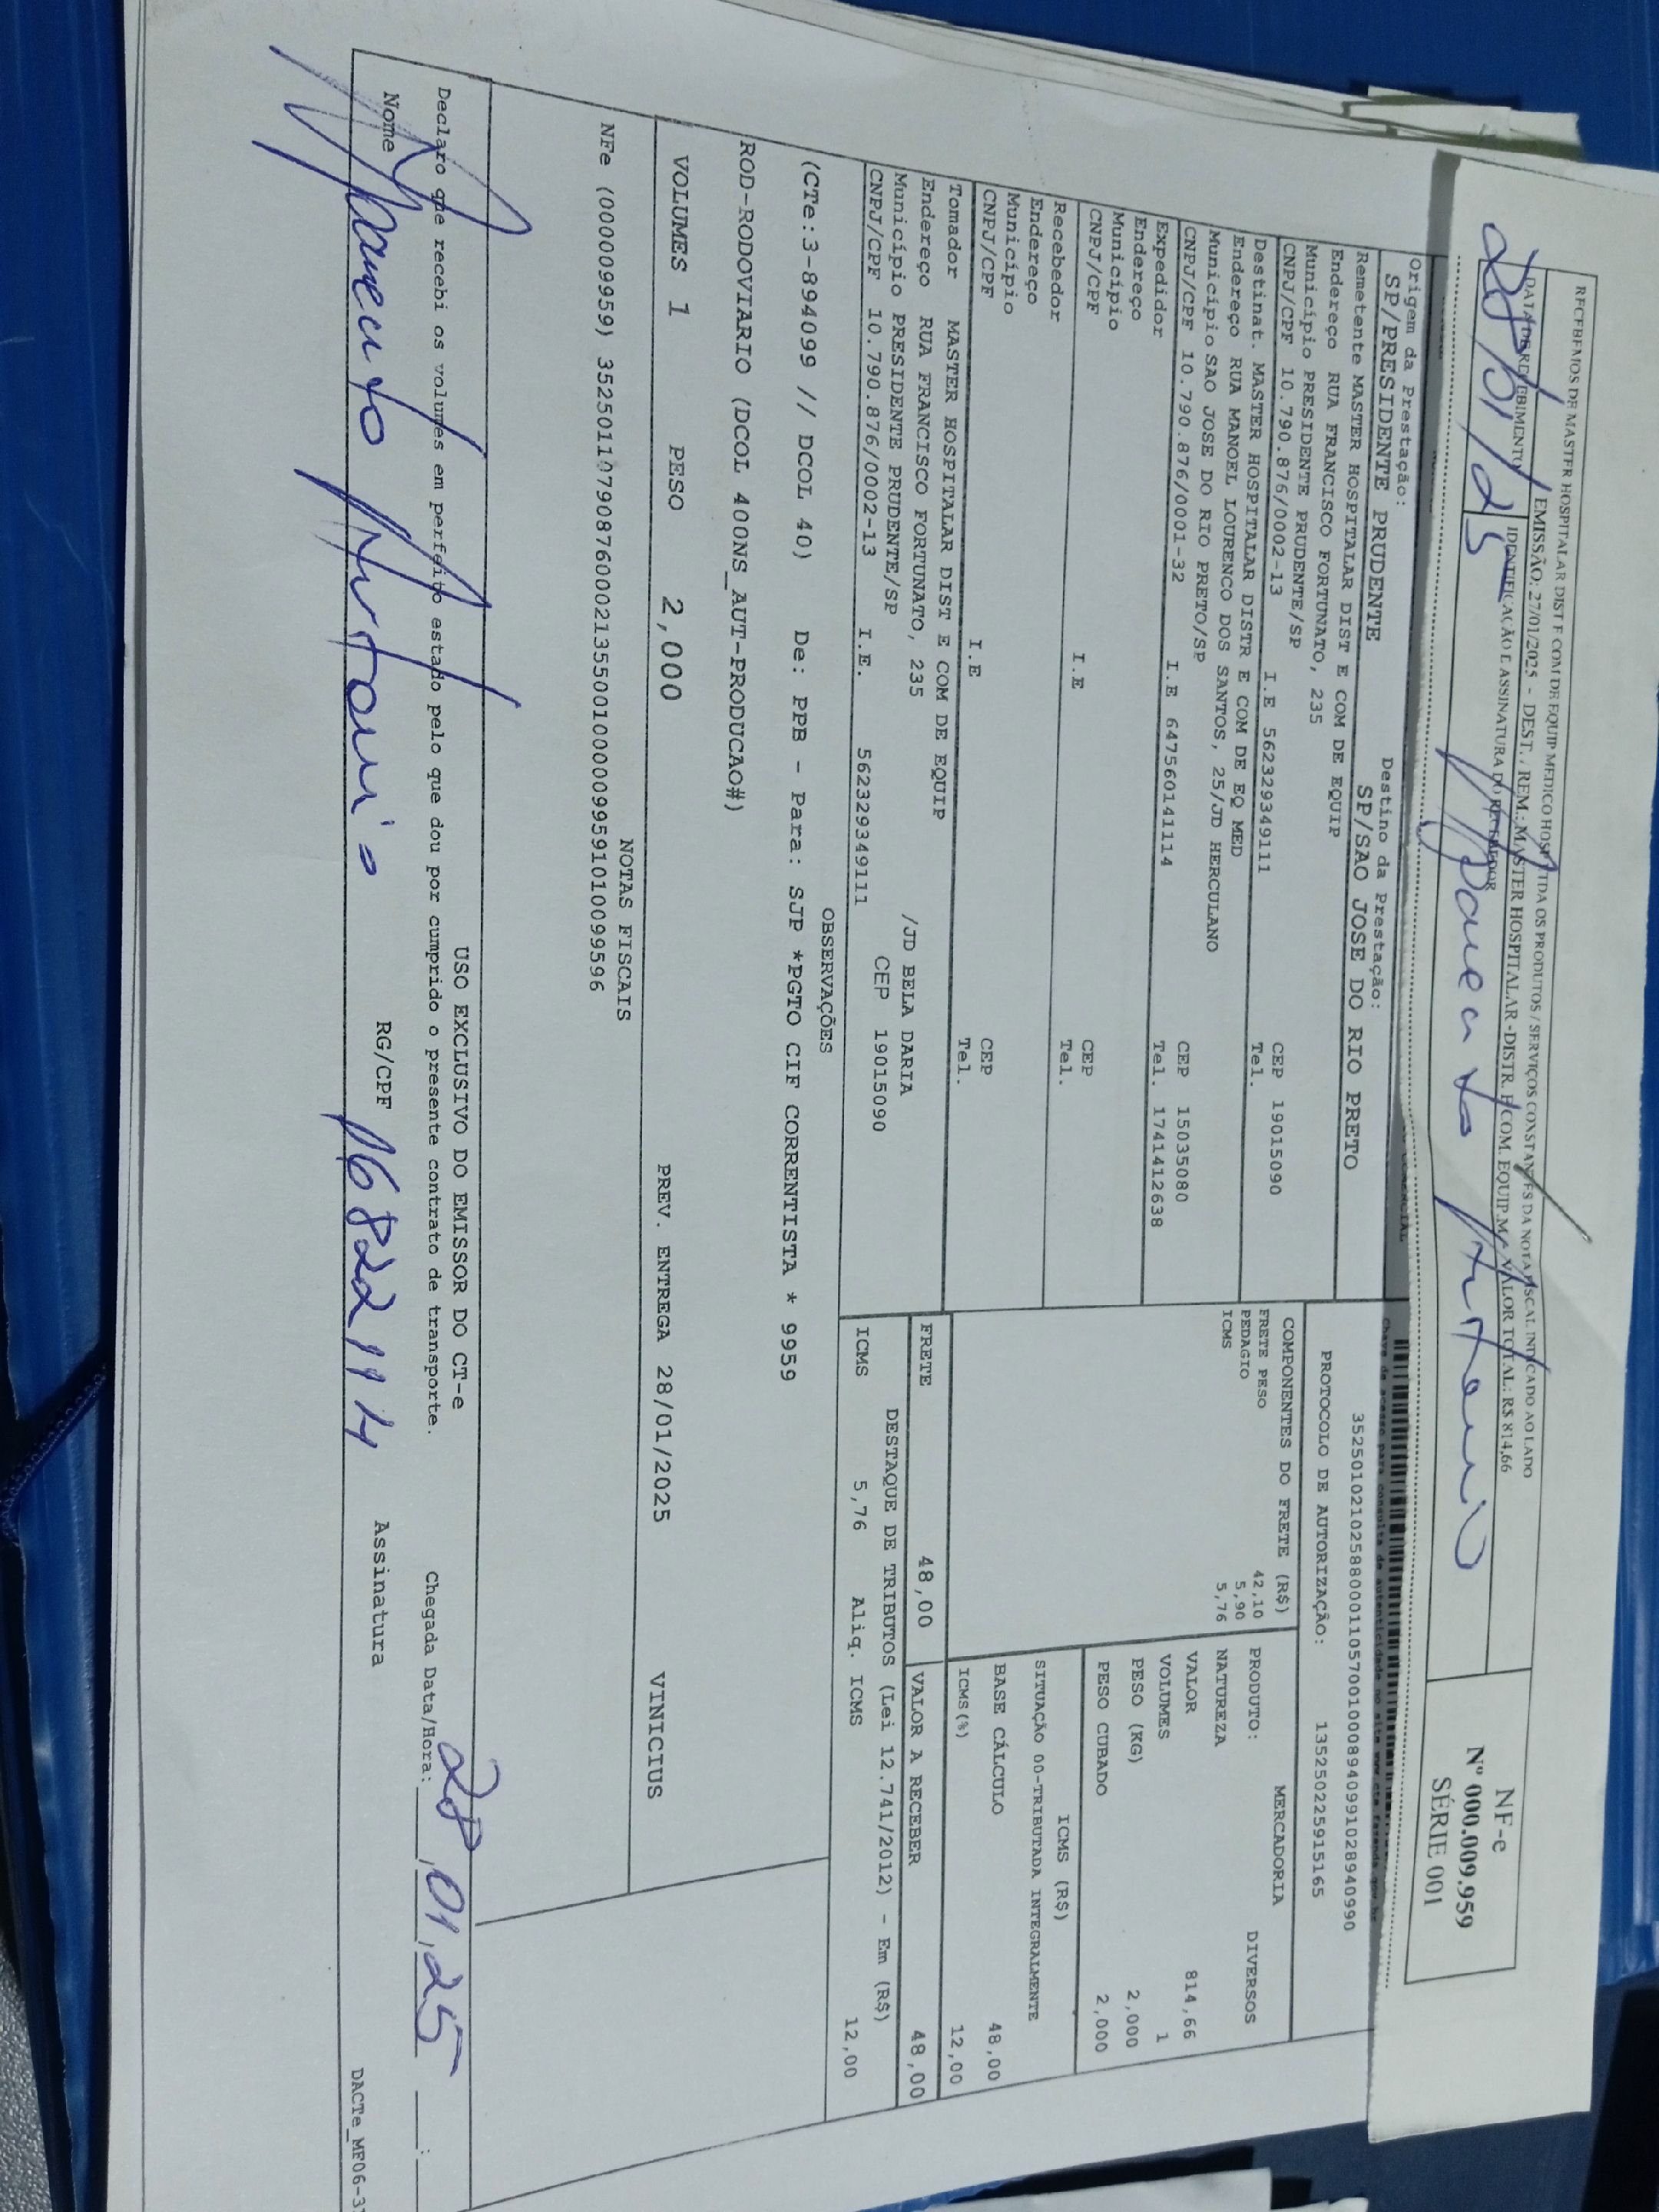 RECEBEMOS DE MASTER HOSPITALAR DIST E COM DE EQUIP MEDICO HOSPITDA OS PRODUTOS / SERVIÇOS CONSTANTES DA NOTA FISCAL INDICADO AO LADO
EMISSÃO: 27/01/2025 - DEST. / REM.: MASTER HOSPITALAR -DISTR. E COM. EQUIP.M VALOR TOTAL: R$ 814,66
DATA DE RECEBIMENTO
IDENTIFICAÇÃO E ASSINATURA DO RECEBEDOR
28/01/25
NF-e
Nº 000.009.959
SÉRIE 001
Origem da Prestação:
SP/PRESIDENTE PRUDENTE
Destino da Prestação:
SP/SAO JOSE DO RIO PRETO
Remetente MASTER HOSPITALAR DIST E COM DE EQUIP
Endereço RUA FRANCISCO FORTUNATO, 235
Município PRESIDENTE PRUDENTE/SP CEP 19015090
CNPJ/CPF 10.790.876/0002-13 I.E 562329349111 Tel.
Destinat. MASTER HOSPITALAR DISTR E COM DE EQ MED
Endereço RUA MANOEL LOURENCO DOS SANTOS, 25/JD HERCULANO
Município SAO JOSE DO RIO PRETO/SP CEP 15035080
CNPJ/CPF 10.790.876/0001-32 I.E 647560141114 Tel. 1741412638
Expedidor
Endereço
Município CEP
CNPJ/CPF I.E Tel.
Recebedor
Endereço
Município CEP
CNPJ/CPF I.E Tel.
Tomador MASTER HOSPITALAR DIST E COM DE EQUIP
Endereço RUA FRANCISCO FORTUNATO, 235 /JD BELA DARIA
Município PRESIDENTE PRUDENTE/SP CEP 19015090
CNPJ/CPF 10.790.876/0002-13 I.E. 562329349111
35250102102588000110570010008940991028940990
PROTOCOLO DE AUTORIZAÇÃO: 135250225915165
COMPONENTES DO FRETE (R$)
FRETE PESO 42,10
PEDAGIO 5,90
ICMS 5,76
MERCADORIA
PRODUTO: DIVERSOS
NATUREZA
VALOR 814,66
VOLUMES 1
PESO (KG) 2,000
PESO CUBADO 2,000
ICMS (R$)
SITUAÇÃO 00-TRIBUTADA INTEGRALMENTE
BASE CÁLCULO 48,00
ICMS(%) 12,00
FRETE 48,00
VALOR A RECEBER 48,00
DESTAQUE DE TRIBUTOS (Lei 12.741/2012) - Em (R$)
ICMS 5,76 Aliq. ICMS 12,00
OBSERVAÇÕES
(CTe:3-894099 // DCOL 40) De: PPB - Para: SJP *PGTO CIF CORRENTISTA * 9959
ROD-RODOVIARIO (DCOL 400NS_AUT-PRODUCAO#)
VOLUMES 1 PESO 2,000 PREV. ENTREGA 28/01/2025 VINICIUS
NOTAS FISCAIS
NFe (000009959) 35250110790876000213550010000099591010099596
USO EXCLUSIVO DO EMISSOR DO CT-e
Declaro que recebi os volumes em perfeito estado pelo que dou por cumprido o presente contrato de transporte.
Chegada Data/Hora: 28,01,25
Nome
RG/CPF
Assinatura